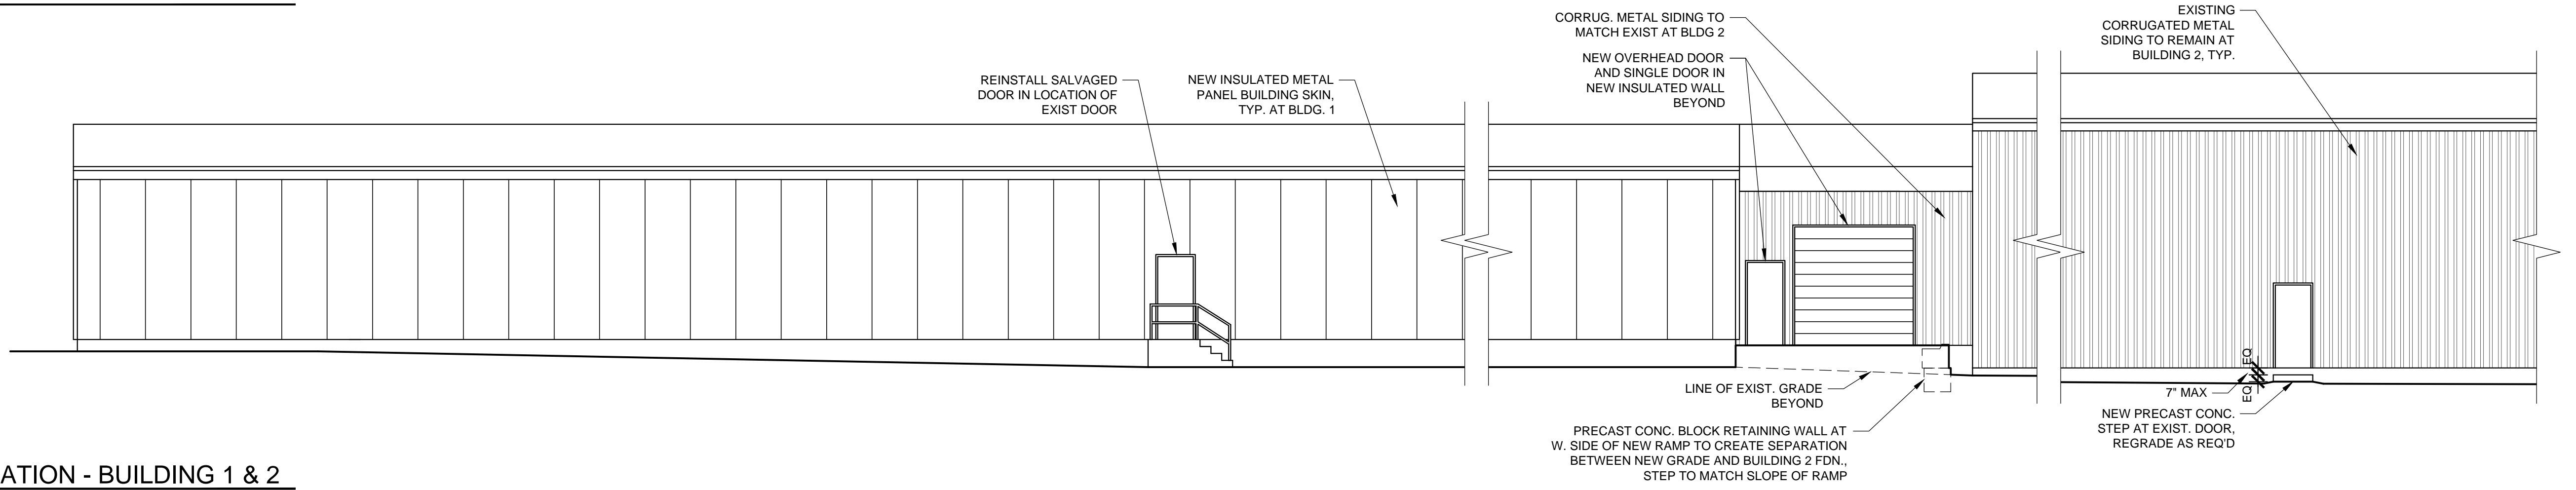 REINSTALL SALVAGED
DOOR IN LOCATION OF
EXIST DOOR
NEW INSULATED METAL
PANEL BUILDING SKIN,
TYP. AT BLDG. 1
CORRUG. METAL SIDING TO
MATCH EXIST AT BLDG 2
NEW OVERHEAD DOOR
AND SINGLE DOOR IN
NEW INSULATED WALL
BEYOND
EXISTING
CORRUGATED METAL
SIDING TO REMAIN AT
BUILDING 2, TYP.
LINE OF EXIST. GRADE
BEYOND
PRECAST CONC. BLOCK RETAINING WALL AT
W. SIDE OF NEW RAMP TO CREATE SEPARATION
BETWEEN NEW GRADE AND BUILDING 2 FDN.,
STEP TO MATCH SLOPE OF RAMP
EQ
EQ
7" MAX
NEW PRECAST CONC.
STEP AT EXIST. DOOR,
REGRADE AS REQ'D
ATION - BUILDING 1 & 2